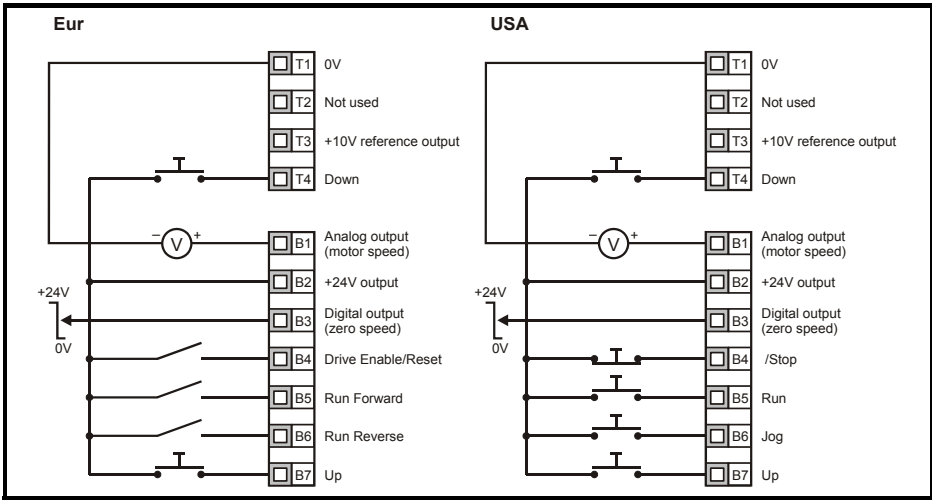 Eur
T1 0V
T2 Not used
T3 +10V reference output
T4 Down
– V +
B1 Analog output
(motor speed)
B2 +24V output
+24V
0V
B3 Digital output
(zero speed)
B4 Drive Enable/Reset
B5 Run Forward
B6 Run Reverse
B7 Up
USA
T1 0V
T2 Not used
T3 +10V reference output
T4 Down
– V +
B1 Analog output
(motor speed)
B2 +24V output
+24V
0V
B3 Digital output
(zero speed)
B4 /Stop
B5 Run
B6 Jog
B7 Up